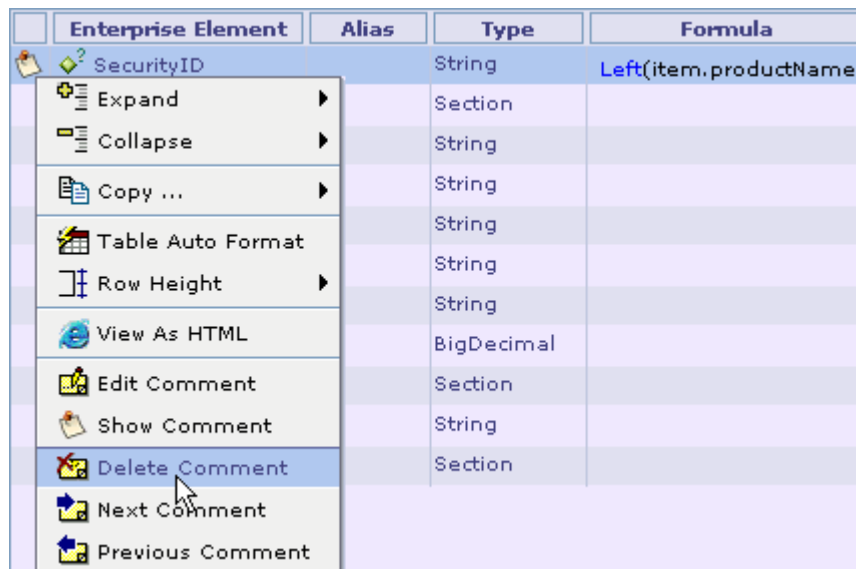 Enterprise Element Alias Type Formula
SecurityID String Left(item.productName
Expand Section
Collapse String
Copy ... String
String
Table Auto Format String
Row Height String
View As HTML BigDecimal
Edit Comment Section
Show Comment String
Delete Comment Section
Next Comment
Previous Comment